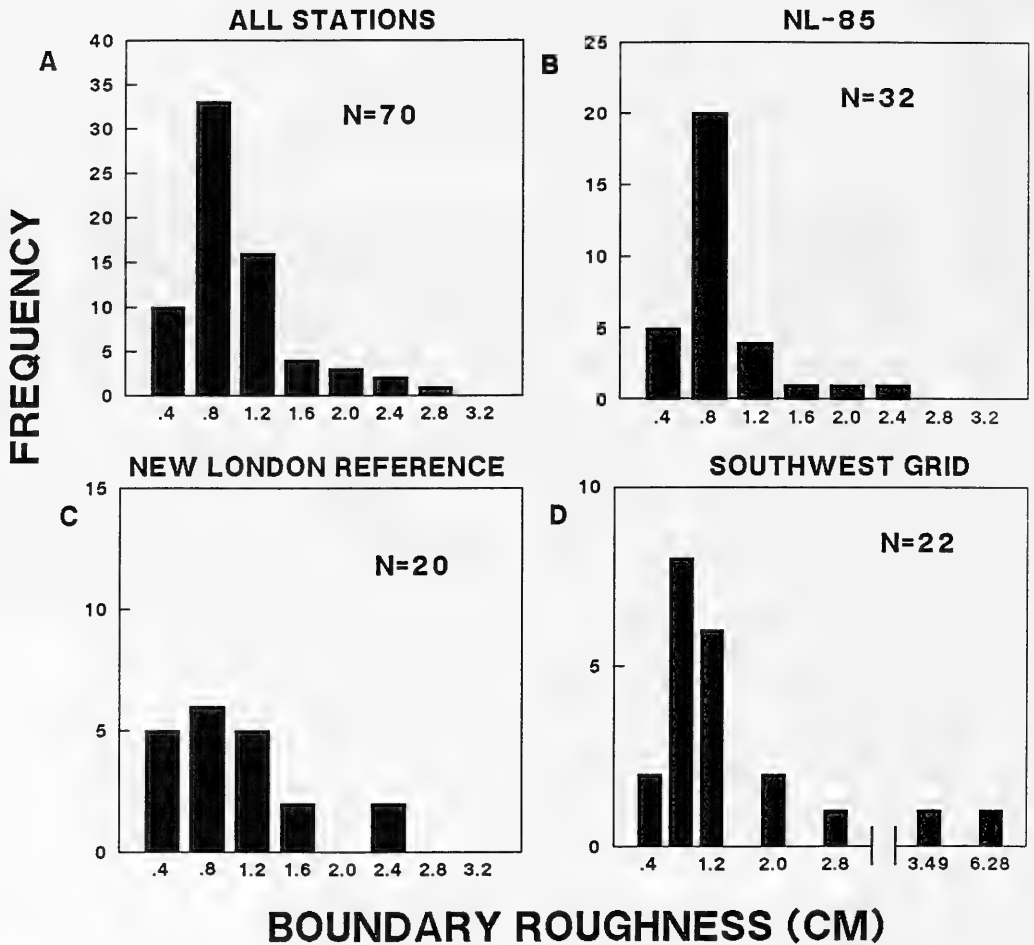 FREQUENCY
ALL STATIONS
A
40
35
30
25
20
15
10
5
0
N=70
.4 .8 1.2 1.6 2.0 2.4 2.8 3.2
NL-85
B
25
20
15
10
5
0
N=32
.4 .8 1.2 1.6 2.0 2.4 2.8 3.2
NEW LONDON REFERENCE
C
15
10
5
0
N=20
.4 .8 1.2 1.6 2.0 2.4 2.8 3.2
SOUTHWEST GRID
D
10
5
0
N=22
.4 1.2 2.0 2.8 3.49 6.28
BOUNDARY ROUGHNESS (CM)